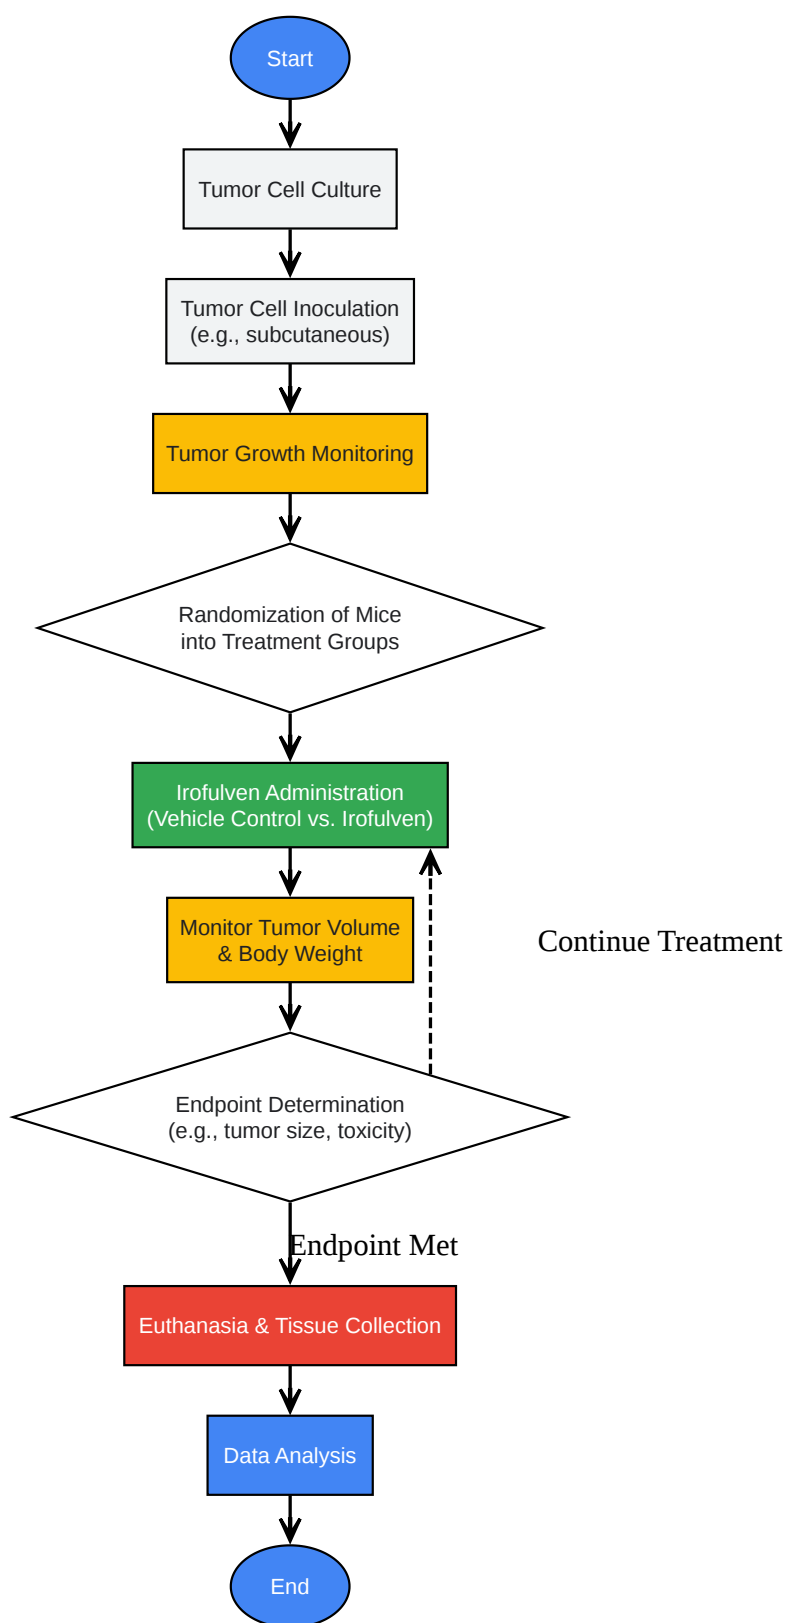 Start
Tumor Cell Culture
Tumor Cell Inoculation
(e.g., subcutaneous)
Tumor Growth Monitoring
Randomization of Mice
into Treatment Groups
Irofulven Administration
(Vehicle Control vs. Irofulven)
Monitor Tumor Volume
& Body Weight
Continue Treatment
Endpoint Determination
(e.g., tumor size, toxicity)
Endpoint Met
Euthanasia & Tissue Collection
Data Analysis
End